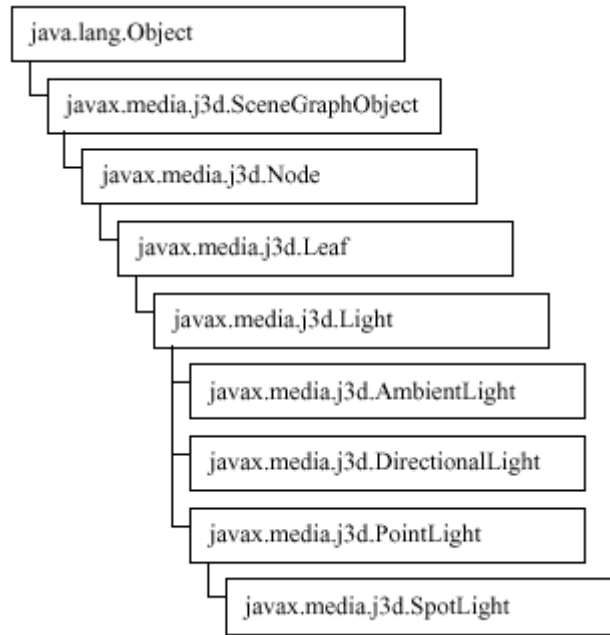 java.lang.Object
javax.media.j3d.SceneGraphObject
javax.media.j3d.Node
javax.media.j3d.Leaf
javax.media.j3d.Light
javax.media.j3d.AmbientLight
javax.media.j3d.DirectionalLight
javax.media.j3d.PointLight
javax.media.j3d.SpotLight